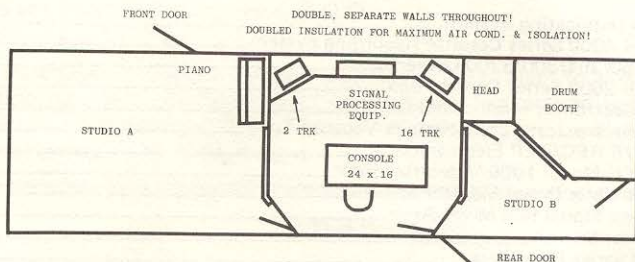 FRONT DOOR
DOUBLE, SEPARATE WALLS THROUGHOUT!
DOUBLED INSULATION FOR MAXIMUM AIR COND. & ISOLATION!
PIANO
STUDIO A
2 TRK
SIGNAL
PROCESSING
EQUIP.
16 TRK
CONSOLE
24 x 16
HEAD
DRUM
BOOTH
STUDIO B
REAR DOOR